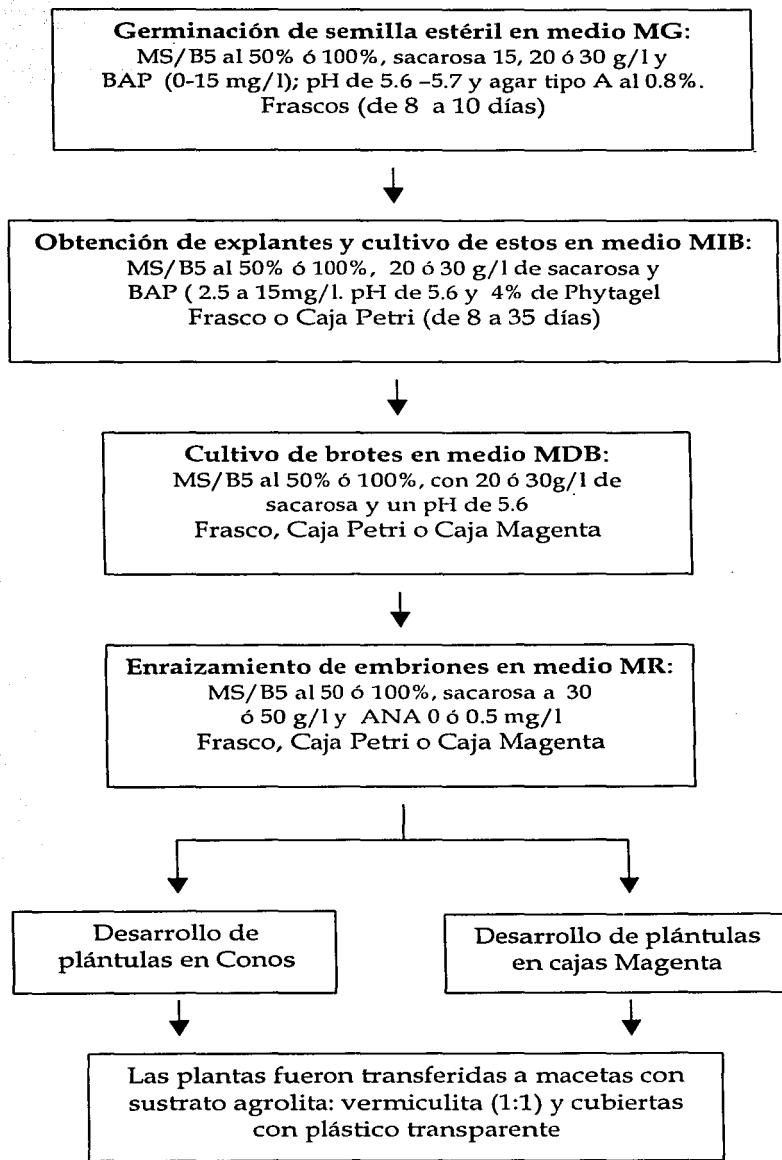 Germinación de semilla estéril en medio MG:
MS/B5 al 50% ó 100%, sacarosa 15, 20 ó 30 g/l y
BAP (0-15 mg/l); pH de 5.6 –5.7 y agar tipo A al 0.8%.
Frascos (de 8 a 10 días)
Obtención de explantes y cultivo de estos en medio MIB:
MS/B5 al 50% ó 100%, 20 ó 30 g/l de sacarosa y
BAP ( 2.5 a 15mg/l. pH de 5.6 y 4% de Phytagel
Frasco o Caja Petri (de 8 a 35 días)
Cultivo de brotes en medio MDB:
MS/B5 al 50% ó 100%, con 20 ó 30g/l de
sacarosa y un pH de 5.6
Frasco, Caja Petri o Caja Magenta
Enraizamiento de embriones en medio MR:
MS/B5 al 50 ó 100%, sacarosa a 30
ó 50 g/l y ANA 0 ó 0.5 mg/l
Frasco, Caja Petri o Caja Magenta
Desarrollo de
plántulas en Conos
Desarrollo de plántulas
en cajas Magenta
Las plantas fueron transferidas a macetas con
sustrato agrolita: vermiculita (1:1) y cubiertas
con plástico transparente